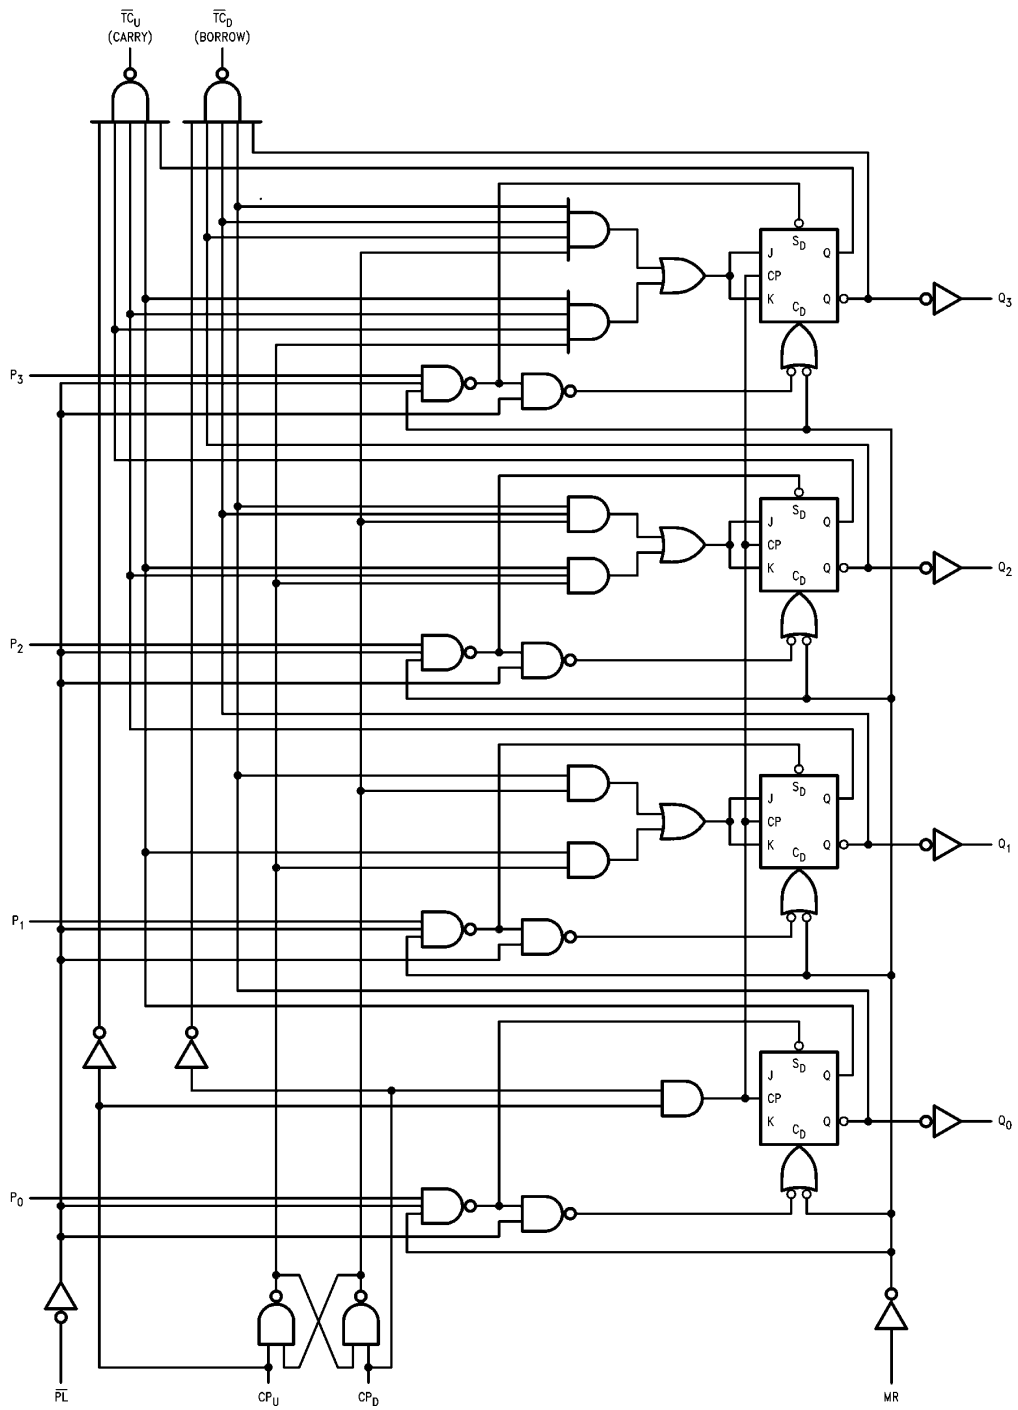 TC̅U TC̅D
(CARRY) (BORROW)
SD
J Q
CP
K Q
CD
Q3
P3
SD
J Q
CP
K Q
CD
Q2
P2
SD
J Q
CP
K Q
CD
Q1
P1
SD
J Q
CP
K Q
CD
Q0
P0
P̅L̅ CPU CPD MR